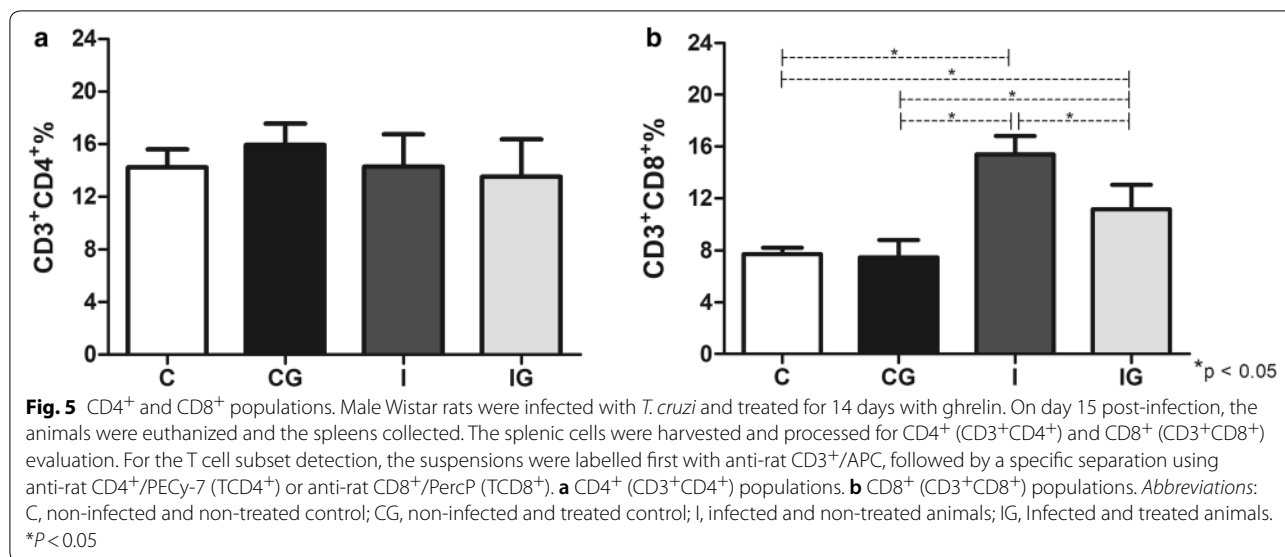 a
b
CD3⁺CD4⁺%
24
20
16
12
8
4
0
C CG I IG
CD3⁺CD8⁺%
24
20
16
12
8
4
0
*
*
*
*
*
C CG I IG
*p < 0.05
Fig. 5 CD4⁺ and CD8⁺ populations. Male Wistar rats were infected with T. cruzi and treated for 14 days with ghrelin. On day 15 post-infection, the
animals were euthanized and the spleens collected. The splenic cells were harvested and processed for CD4⁺ (CD3⁺CD4⁺) and CD8⁺ (CD3⁺CD8⁺)
evaluation. For the T cell subset detection, the suspensions were labelled first with anti-rat CD3⁺/APC, followed by a specific separation using
anti-rat CD4⁺/PECy-7 (TCD4⁺) or anti-rat CD8⁺/PercP (TCD8⁺). a CD4⁺ (CD3⁺CD4⁺) populations. b CD8⁺ (CD3⁺CD8⁺) populations. Abbreviations:
C, non-infected and non-treated control; CG, non-infected and treated control; I, infected and non-treated animals; IG, Infected and treated animals.
*P < 0.05